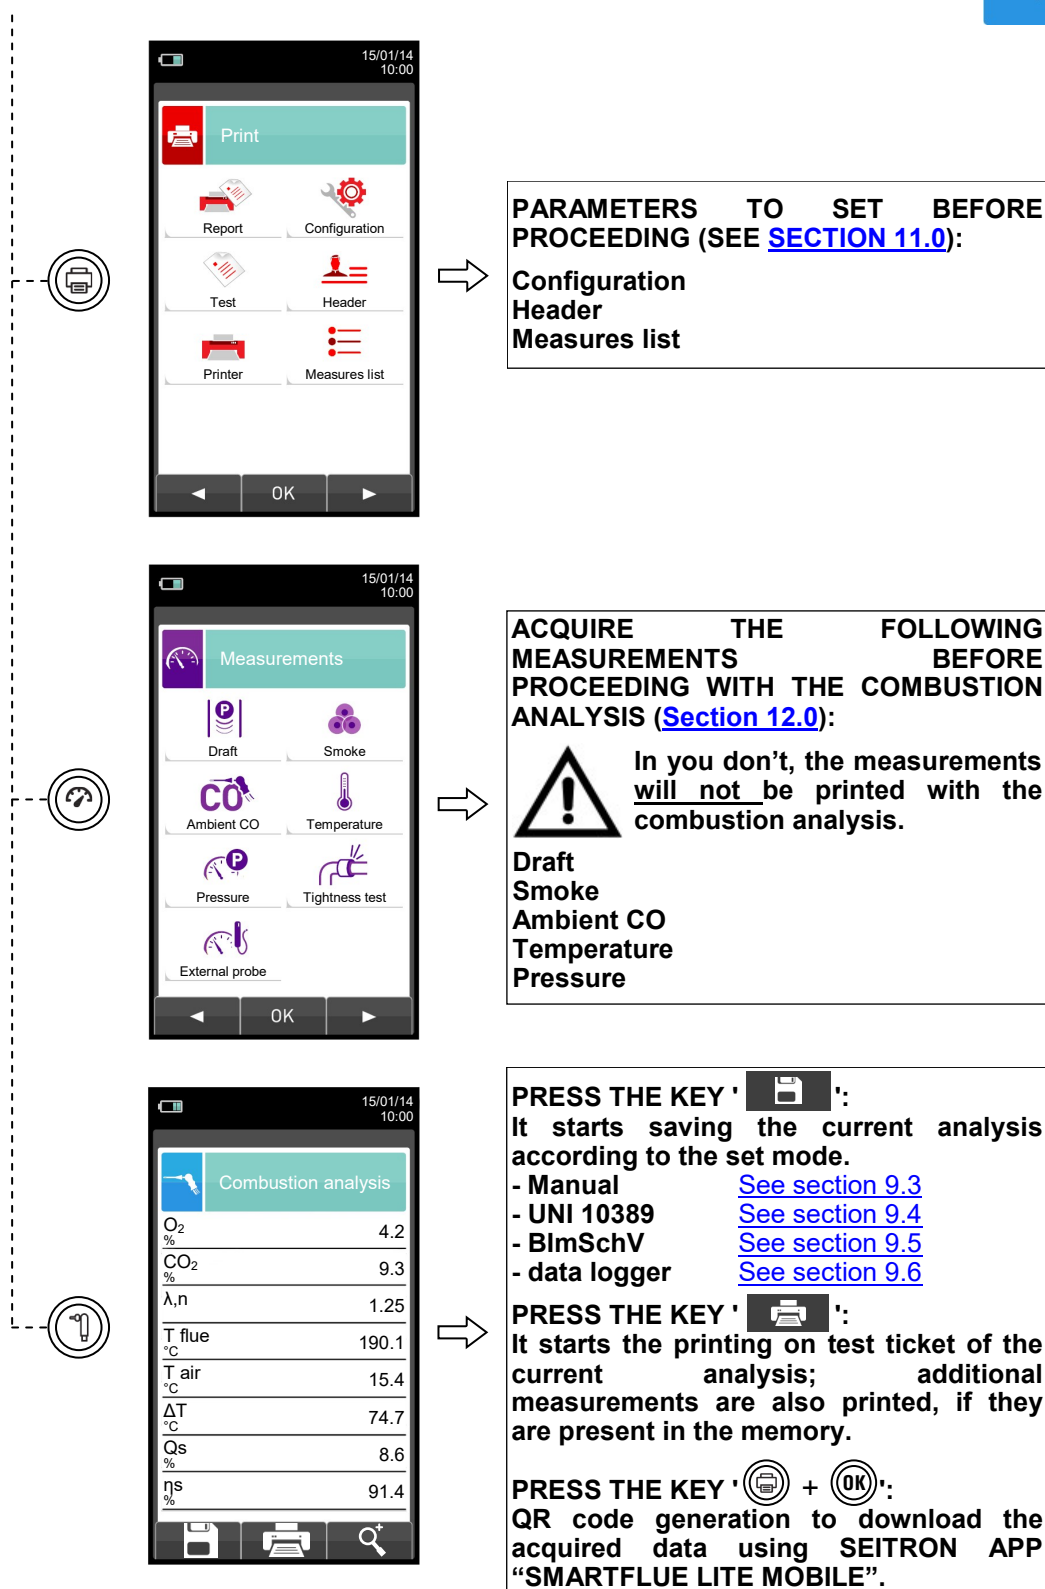 15/01/14
10:00
Print
Report
Configuration
Test
Header
Printer
Measures list
OK
PARAMETERS TO SET BEFORE
PROCEEDING (SEE SECTION 11.0):
Configuration
Header
Measures list
15/01/14
10:00
Measurements
P
Draft
Smoke
CO
Ambient CO
Temperature
P
Pressure
Tightness test
External probe
OK
ACQUIRE THE FOLLOWING
MEASUREMENTS BEFORE
PROCEEDING WITH THE COMBUSTION
ANALYSIS (Section 12.0):
In you don't, the measurements
will not be printed with the
combustion analysis.
Draft
Smoke
Ambient CO
Temperature
Pressure
15/01/14
10:00
Combustion analysis
O2 % 4.2
CO2 % 9.3
λ,n 1.25
T flue °C 190.1
T air °C 15.4
ΔT °C 74.7
Qs % 8.6
ηs % 91.4
PRESS THE KEY ' ':
It starts saving the current analysis
according to the set mode.
- Manual See section 9.3
- UNI 10389 See section 9.4
- BImSchV See section 9.5
- data logger See section 9.6
PRESS THE KEY ' ':
It starts the printing on test ticket of the
current analysis; additional
measurements are also printed, if they
are present in the memory.
PRESS THE KEY ' + OK':
QR code generation to download the
acquired data using SEITRON APP
“SMARTFLUE LITE MOBILE”.